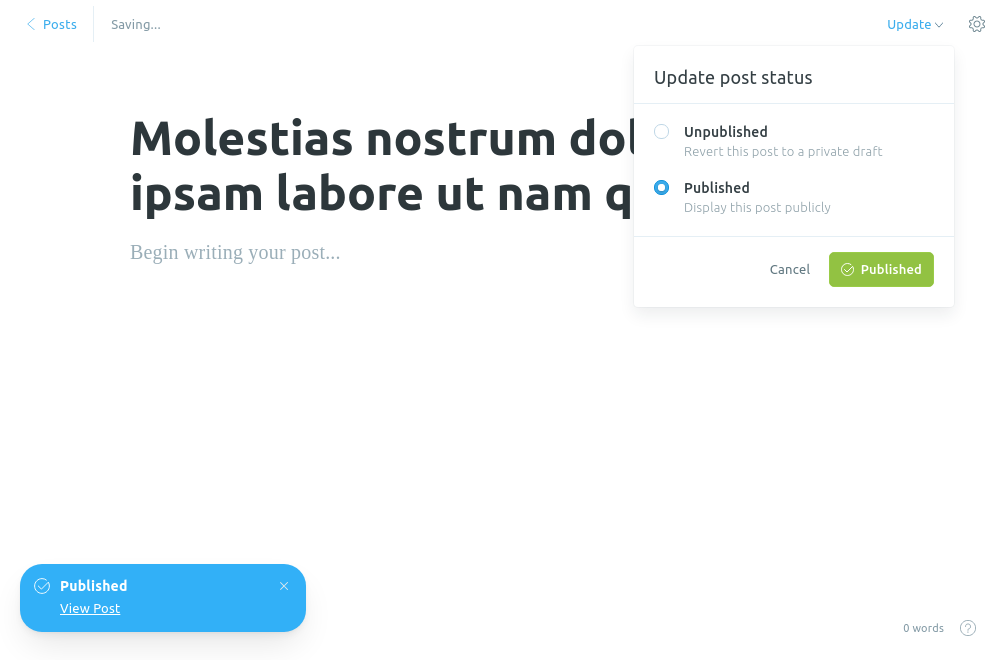 Posts
Saving...
Update
Update post status
Unpublished
Revert this post to a private draft
Published
Display this post publicly
Cancel
Published
Molestias nostrum
ipsam labore ut nam
Begin writing your post...
Published
View Post
0 words
?